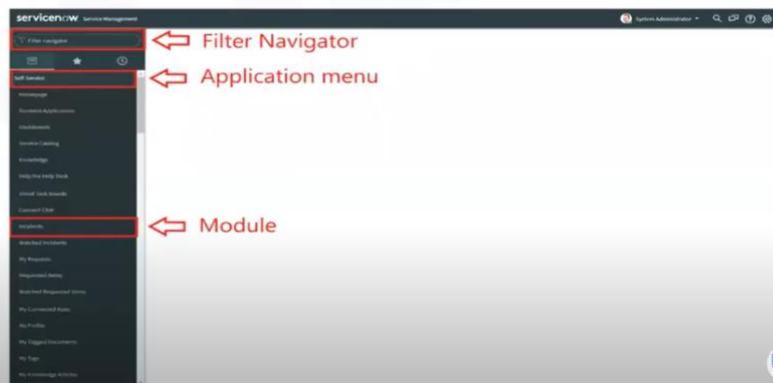 servicenow Service Management
System Administrator
Filter navigator
Filter Navigator
Self-Service
Application menu
Homepage
Business Applications
Dashboards
Service Catalog
Knowledge
Help the Help Desk
Visual Task Boards
Connect Chat
Incidents
Module
Watched Incidents
My Requests
Requested Items
Watched Requested Items
My Connected Apps
My Profile
My Tagged Documents
My Tags
My Knowledge Articles